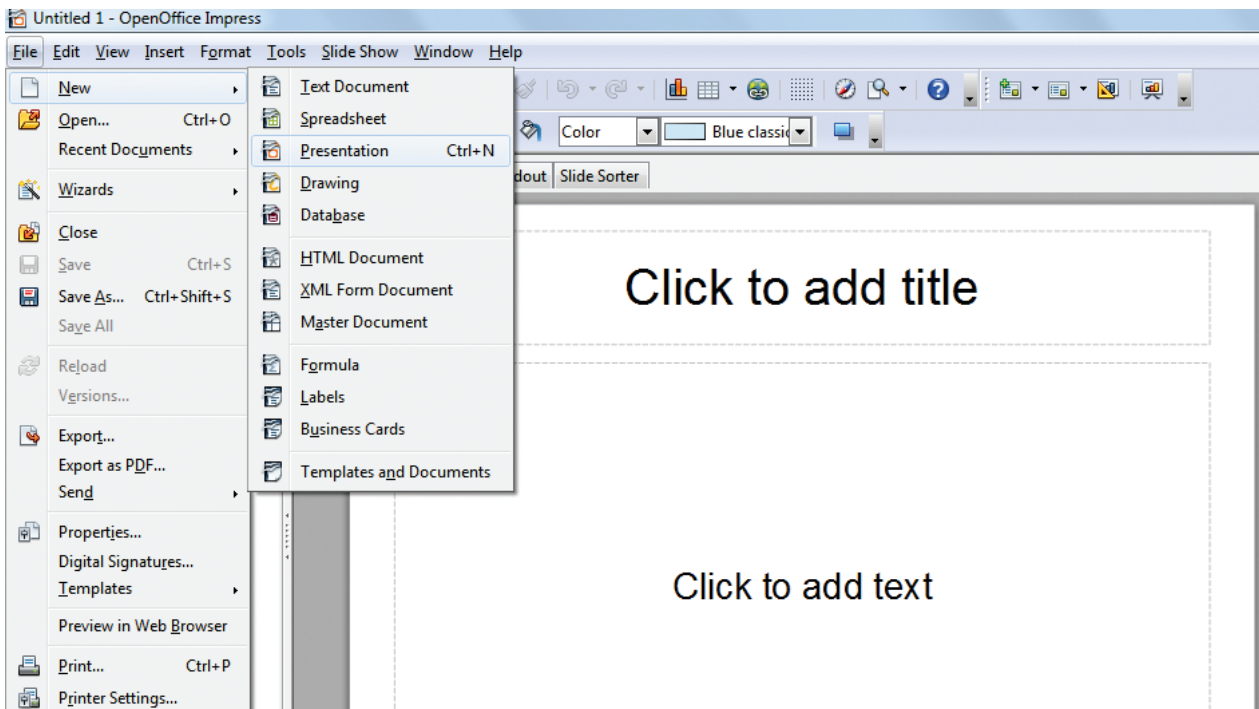 Untitled 1 - OpenOffice Impress
File Edit View Insert Format Tools Slide Show Window Help
New
Open... Ctrl+O
Recent Documents
Wizards
Close
Save Ctrl+S
Save As... Ctrl+Shift+S
Save All
Reload
Versions...
Export...
Export as PDF...
Send
Properties...
Digital Signatures...
Templates
Preview in Web Browser
Print... Ctrl+P
Printer Settings...
Text Document
Spreadsheet
Presentation Ctrl+N
Drawing
Database
HTML Document
XML Form Document
Master Document
Formula
Labels
Business Cards
Templates and Documents
Color Blue classic
Slide Sorter
Click to add title
Click to add text